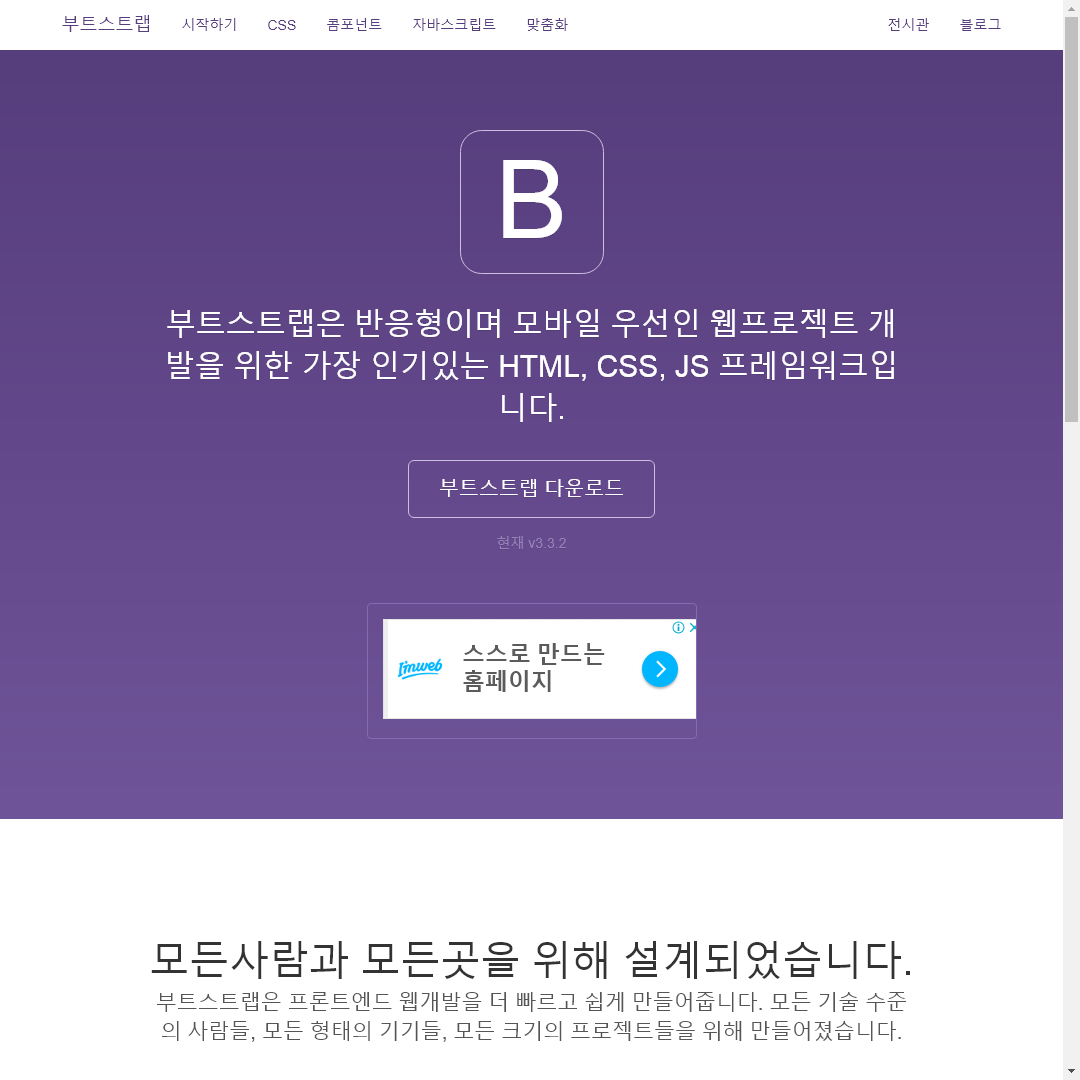 부트스트랩 시작하기 CSS 콤포넌트 자바스크립트 맞춤화 전시관 블로그
B
부트스트랩은 반응형이며 모바일 우선인 웹프로젝트 개
발을 위한 가장 인기있는 HTML, CSS, JS 프레임워크입
니다.
부트스트랩 다운로드
현재 v3.3.2
imweb
스스로 만드는
홈페이지
모든사람과 모든곳을 위해 설계되었습니다.
부트스트랩은 프론트엔드 웹개발을 더 빠르고 쉽게 만들어줍니다. 모든 기술 수준
의 사람들, 모든 형태의 기기들, 모든 크기의 프로젝트들을 위해 만들어졌습니다.